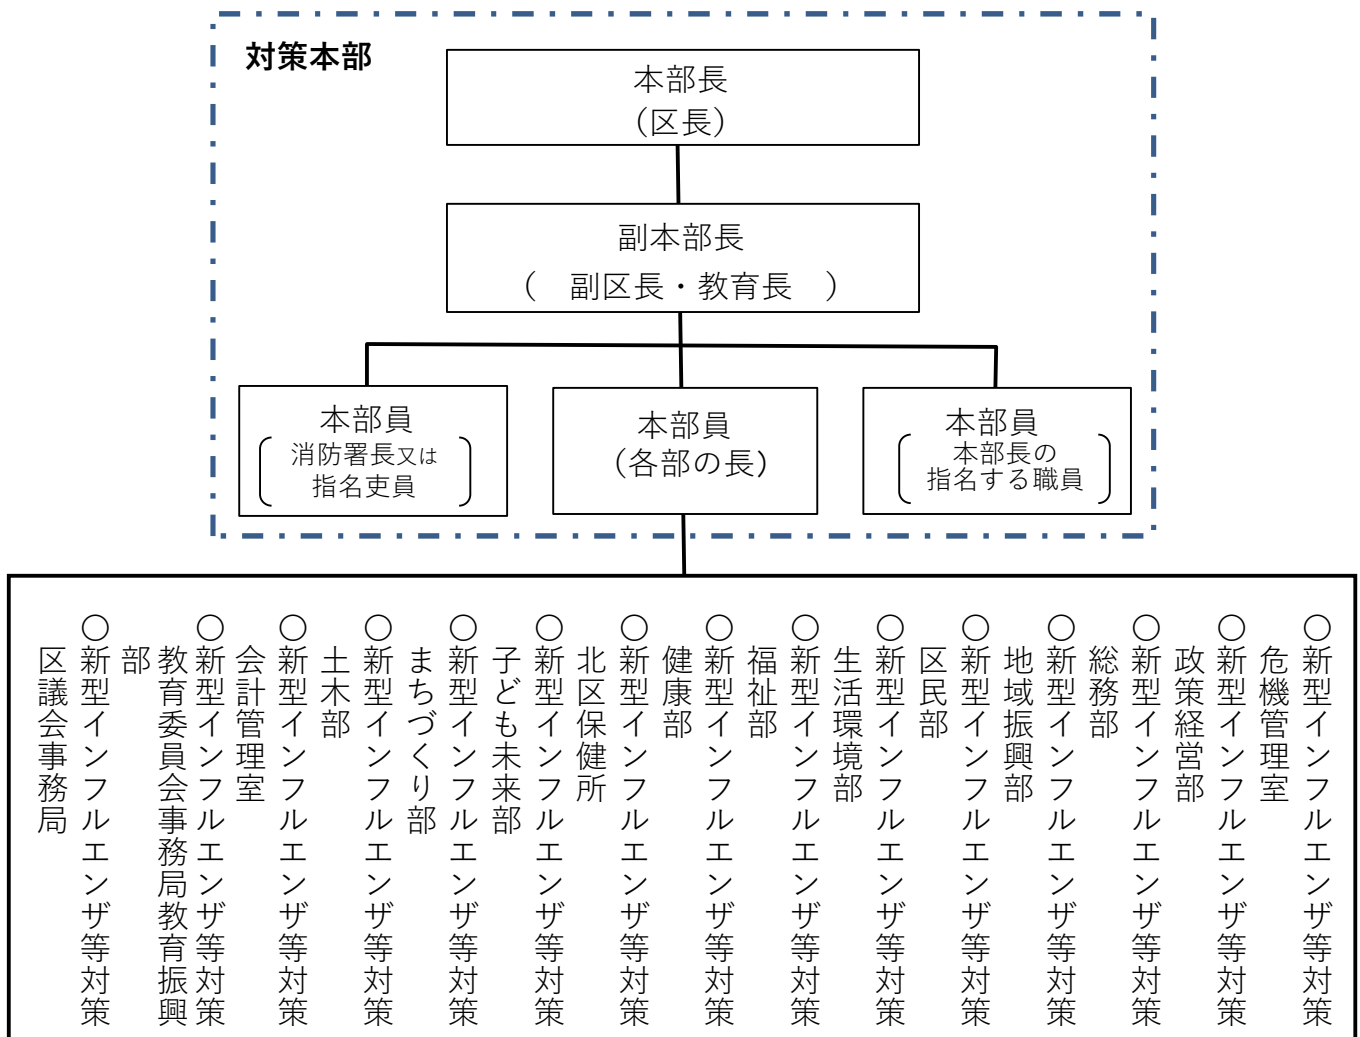 対策本部
本部長
（区長）
副本部長
（　副区長・教育長　）
本部員
消防署長又は
指名吏員
本部員
（各部の長）
本部員
本部長の
指名する職員
○新型インフルエンザ等対策
危機管理室
○新型インフルエンザ等対策
政策経営部
○新型インフルエンザ等対策
総務部
○新型インフルエンザ等対策
地域振興部
○新型インフルエンザ等対策
区民部
○新型インフルエンザ等対策
生活環境部
○新型インフルエンザ等対策
福祉部
○新型インフルエンザ等対策
健康部
○新型インフルエンザ等対策
北区保健所
○新型インフルエンザ等対策
子ども未来部
○新型インフルエンザ等対策
まちづくり部
○新型インフルエンザ等対策
土木部
○新型インフルエンザ等対策
会計管理室
○新型インフルエンザ等対策
教育委員会事務局教育振興
部
○新型インフルエンザ等対策
区議会事務局